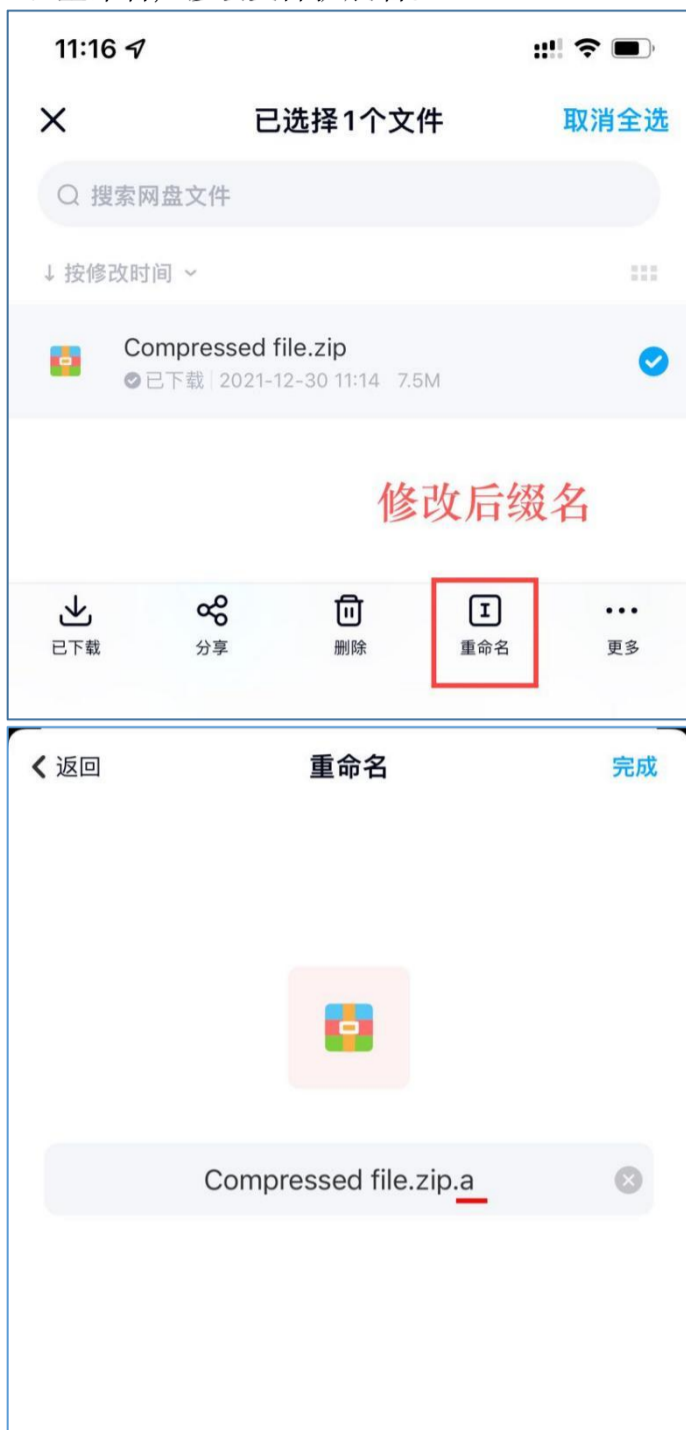 11:16
已选择1个文件
取消全选
搜索网盘文件
按修改时间
Compressed file.zip
已下载 2021-12-30 11:14 7.5M
修改后缀名
已下载
分享
删除
重命名
更多
返回
重命名
完成
Compressed file.zip.a